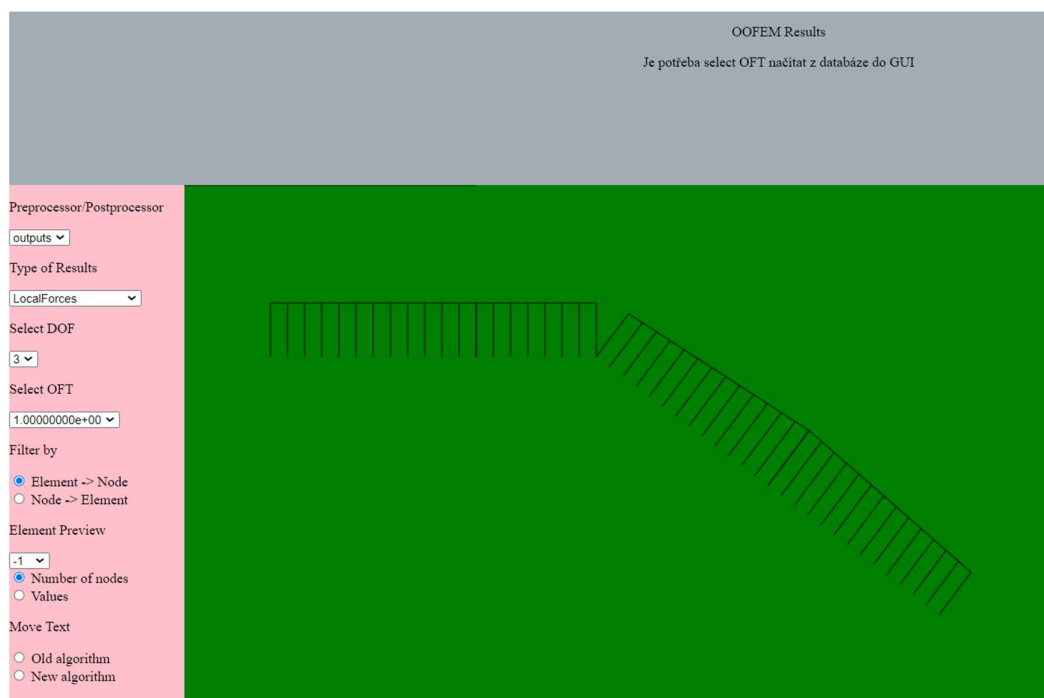 OOFEM Results
Je potřeba select OFT načítat z databáze do GUI
Preprocessor/Postprocessor
outputs
Type of Results
LocalForces
Select DOF
3
Select OFT
1.00000000e+00
Filter by
Element -> Node
Node -> Element
Element Preview
-1
Number of nodes
Values
Move Text
Old algorithm
New algorithm